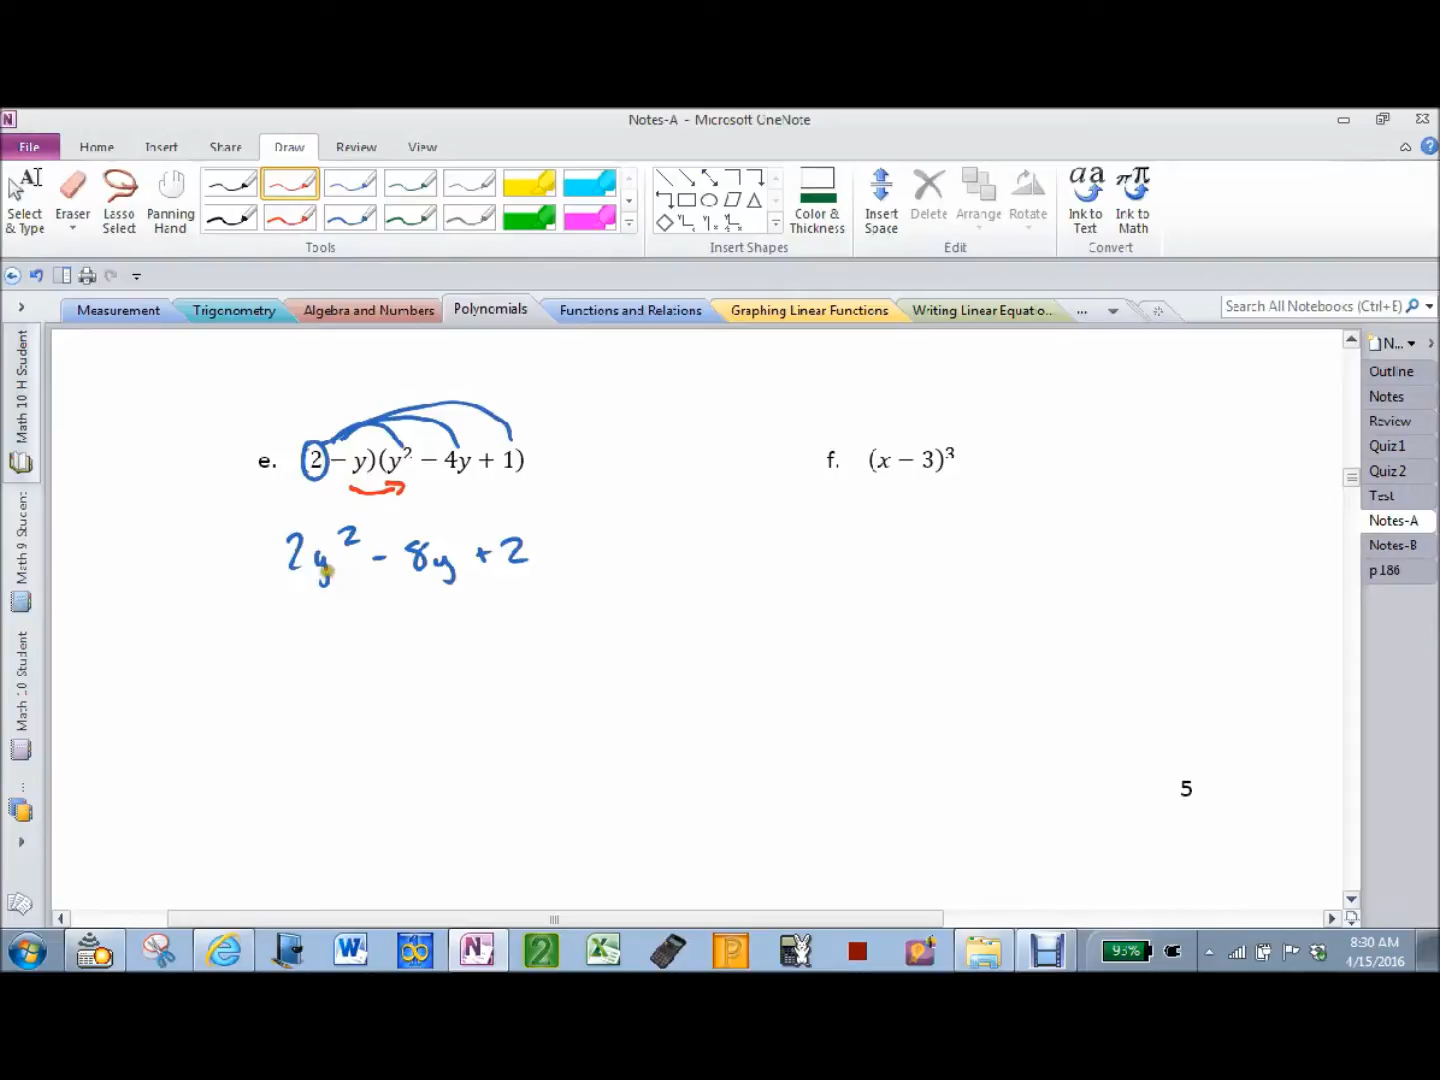 Notes-A - Microsoft OneNote
File Home Insert Share Draw Review View
Select & Type
Eraser
Lasso Select
Panning Hand
Color & Thickness
Insert Space
Delete
Arrange
Rotate
Ink to Text
Ink to Math
Tools Insert Shapes Edit Convert
Measurement Trigonometry Algebra and Numbers Polynomials Functions and Relations Graphing Linear Functions Writing Linear Equatio... ...
Search All Notebooks (Ctrl+E)
N...
Outline
Notes
Review
Quiz1
Quiz 2
Test
Notes-A
Notes-B
p186
Math 10 H Student
Math 9 Student
Math 10 Student
e. (2 − y)(y² − 4y + 1)
f. (x − 3)³
2y² - 8y + 2
5
93%
8:30 AM
4/15/2016